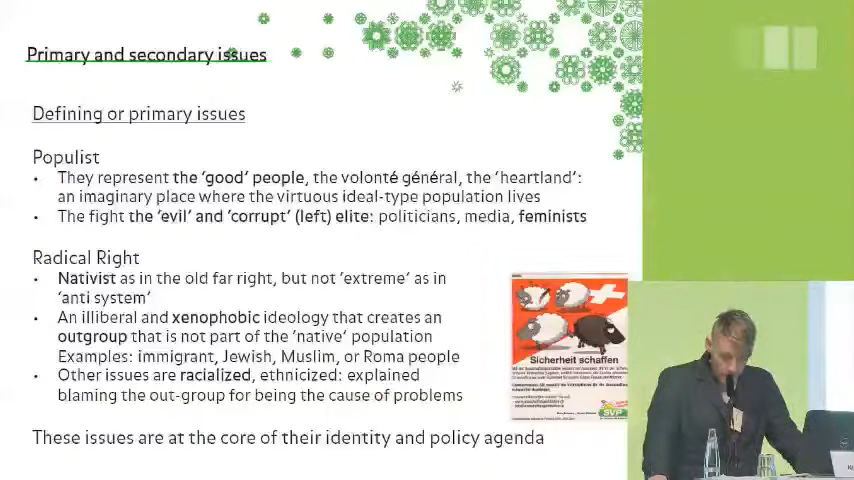 Primary and secondary issues
Defining or primary issues
Populist
• They represent the ‘good’ people, the volonté général, the ‘heartland’:
an imaginary place where the virtuous ideal-type population lives
• The fight the ‘evil’ and ‘corrupt’ (left) elite: politicians, media, feminists
Radical Right
• Nativist as in the old far right, but not ‘extreme’ as in
‘anti system’
• An illiberal and xenophobic ideology that creates an
outgroup that is not part of the ‘native’ population
Examples: immigrant, Jewish, Muslim, or Roma people
• Other issues are racialized, ethnicized: explained
blaming the out-group for being the cause of problems
These issues are at the core of their identity and policy agenda
Sicherheit schaffen
SVP